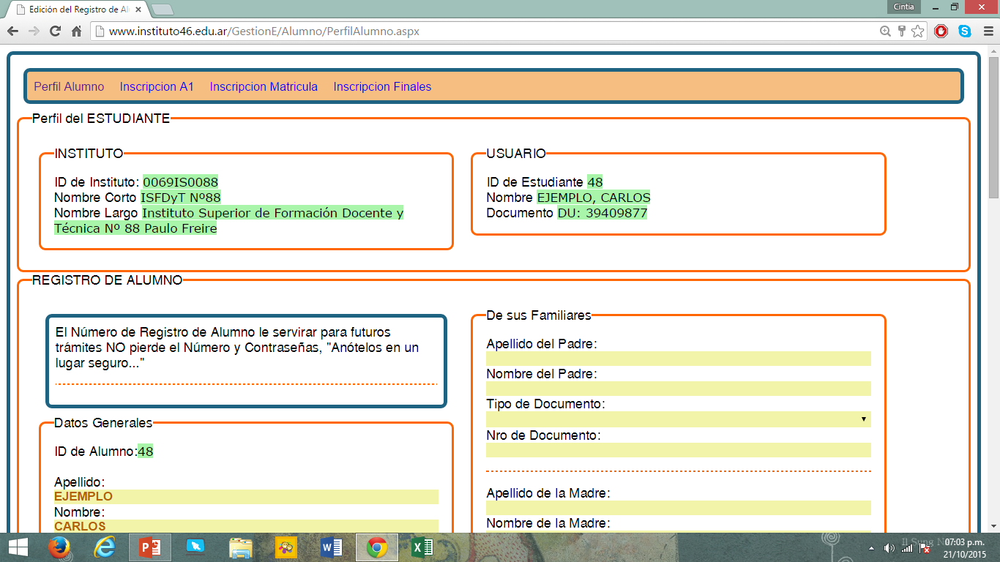 Edición del Registro de Al
Cintia
www.instituto46.edu.ar/GestionE/Alumno/PerfilAlumno.aspx
Perfil Alumno Inscripcion A1 Inscripcion Matricula Inscripcion Finales
Perfil del ESTUDIANTE
INSTITUTO
ID de Instituto: 0069IS0088
Nombre Corto ISFDyT Nº88
Nombre Largo Instituto Superior de Formación Docente y
Técnica Nº 88 Paulo Freire
USUARIO
ID de Estudiante 48
Nombre EJEMPLO, CARLOS
Documento DU: 39409877
REGISTRO DE ALUMNO
El Número de Registro de Alumno le servirar para futuros
trámites NO pierde el Número y Contraseñas, "Anótelos en un
lugar seguro..."
Datos Generales
ID de Alumno:48
Apellido:
EJEMPLO
Nombre:
CARLOS
De sus Familiares
Apellido del Padre:
Nombre del Padre:
Tipo de Documento:
Nro de Documento:
Apellido de la Madre:
Nombre de la Madre:
07:03 p.m.
21/10/2015